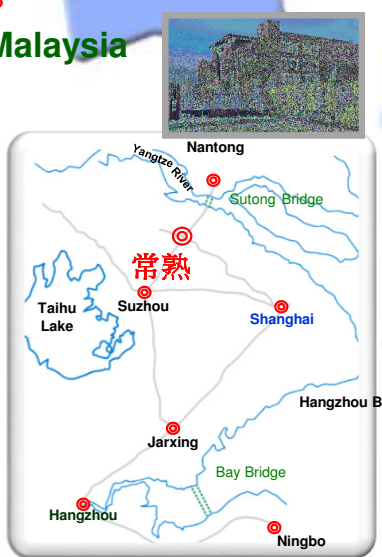 Malaysia
Nantong
Yangtze River
Sutong Bridge
常熟
Taihu
Lake
Suzhou
Shanghai
Hangzhou B
Jarxing
Bay Bridge
Hangzhou
Ningbo